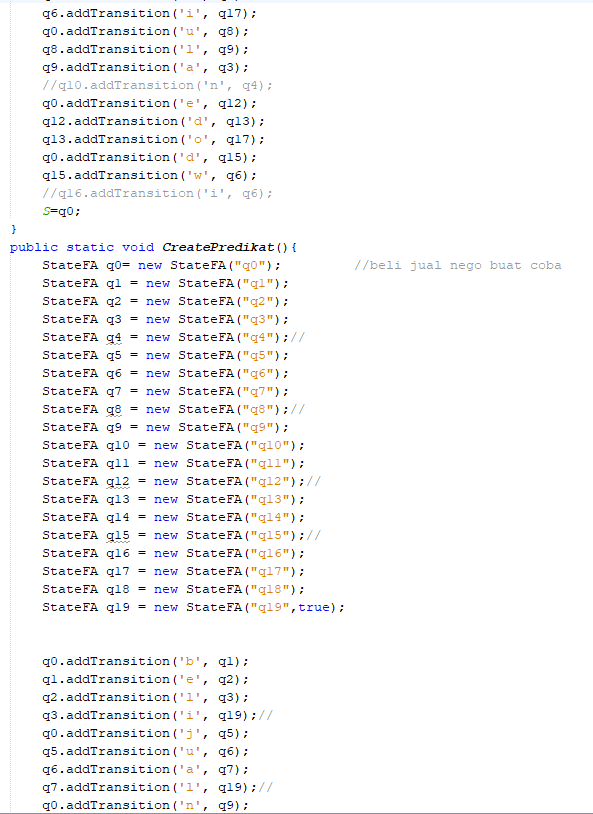 q6.addTransition('i', q17);
q0.addTransition('u', q8);
q8.addTransition('l', q9);
q9.addTransition('a', q3);
//q10.addTransition('n', q4);
q0.addTransition('e', q12);
q12.addTransition('d', q13);
q13.addTransition('o', q17);
q0.addTransition('d', q15);
q15.addTransition('w', q6);
//q16.addTransition('i', q6);
S=q0;
}
public static void CreatePredikat(){
StateFA q0= new StateFA("q0"); //beli jual nego buat coba
StateFA q1 = new StateFA("q1");
StateFA q2 = new StateFA("q2");
StateFA q3 = new StateFA("q3");
StateFA q4 = new StateFA("q4");//
StateFA q5 = new StateFA("q5");
StateFA q6 = new StateFA("q6");
StateFA q7 = new StateFA("q7");
StateFA q8 = new StateFA("q8");//
StateFA q9 = new StateFA("q9");
StateFA q10 = new StateFA("q10");
StateFA q11 = new StateFA("q11");
StateFA q12 = new StateFA("q12");//
StateFA q13 = new StateFA("q13");
StateFA q14 = new StateFA("q14");
StateFA q15 = new StateFA("q15");//
StateFA q16 = new StateFA("q16");
StateFA q17 = new StateFA("q17");
StateFA q18 = new StateFA("q18");
StateFA q19 = new StateFA("q19",true);
q0.addTransition('b', q1);
q1.addTransition('e', q2);
q2.addTransition('l', q3);
q3.addTransition('i', q19);//
q0.addTransition('j', q5);
q5.addTransition('u', q6);
q6.addTransition('a', q7);
q7.addTransition('l', q19);//
q0.addTransition('n', q9);